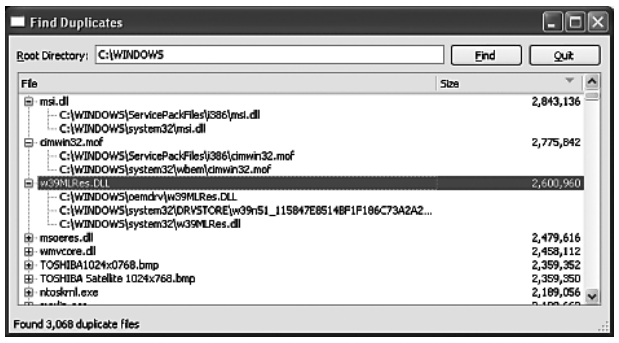 Find Duplicates
Root Directory: C:\WINDOWS Find Quit
File Size
msi.dll 2,843,136
C:\WINDOWS\ServicePackFiles\i386\msi.dll
C:\WINDOWS\system32\msi.dll
cimwin32.mof 2,775,842
C:\WINDOWS\ServicePackFiles\i386\cimwin32.mof
C:\WINDOWS\system32\wbem\cimwin32.mof
w39MLRes.DLL 2,600,960
C:\WINDOWS\oemdrv\w39MLRes.DLL
C:\WINDOWS\system32\DRVSTORE\w39n51_115847E8514BF1F186C73A2A2...
C:\WINDOWS\system32\w39MLRes.dll
msoeres.dll 2,479,616
wmvcore.dll 2,458,112
TOSHIBA1024x0768.bmp 2,359,352
TOSHIBA Satellite 1024x768.bmp 2,359,350
ntoskrnl.exe 2,189,056
Found 3,068 duplicate files